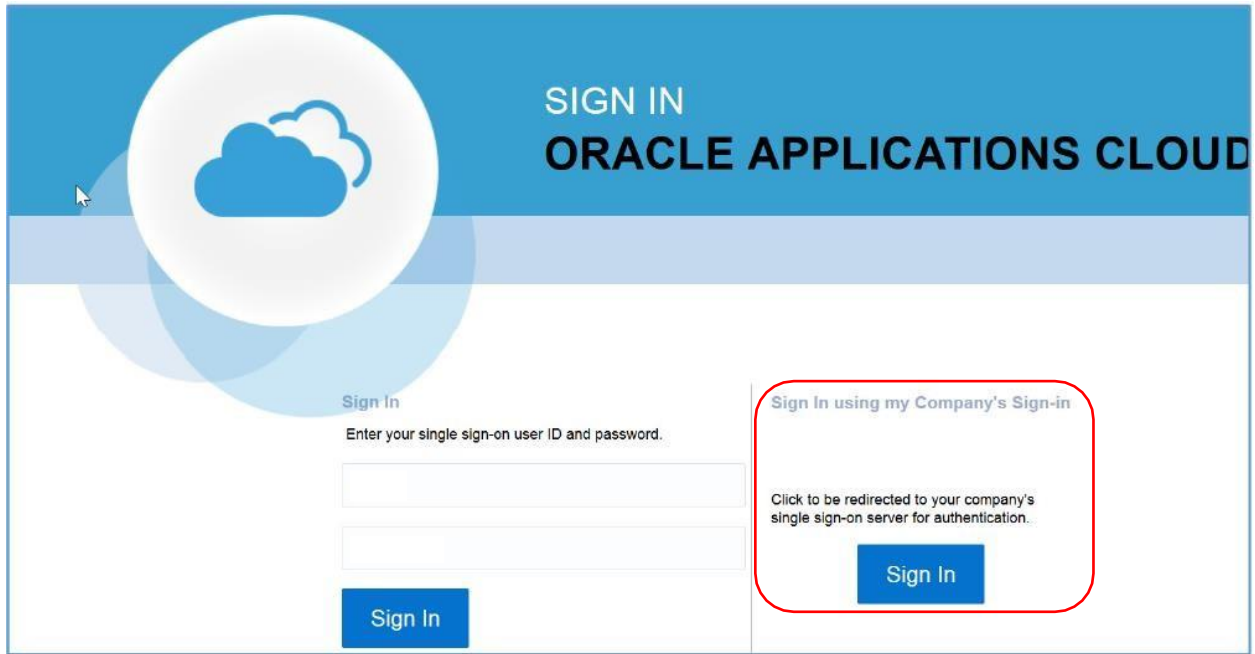 SIGN IN
ORACLE APPLICATIONS CLOUD
Sign In
Enter your single sign-on user ID and password.
Sign In
Sign In using my Company's Sign-in
Click to be redirected to your company's
single sign-on server for authentication.
Sign In